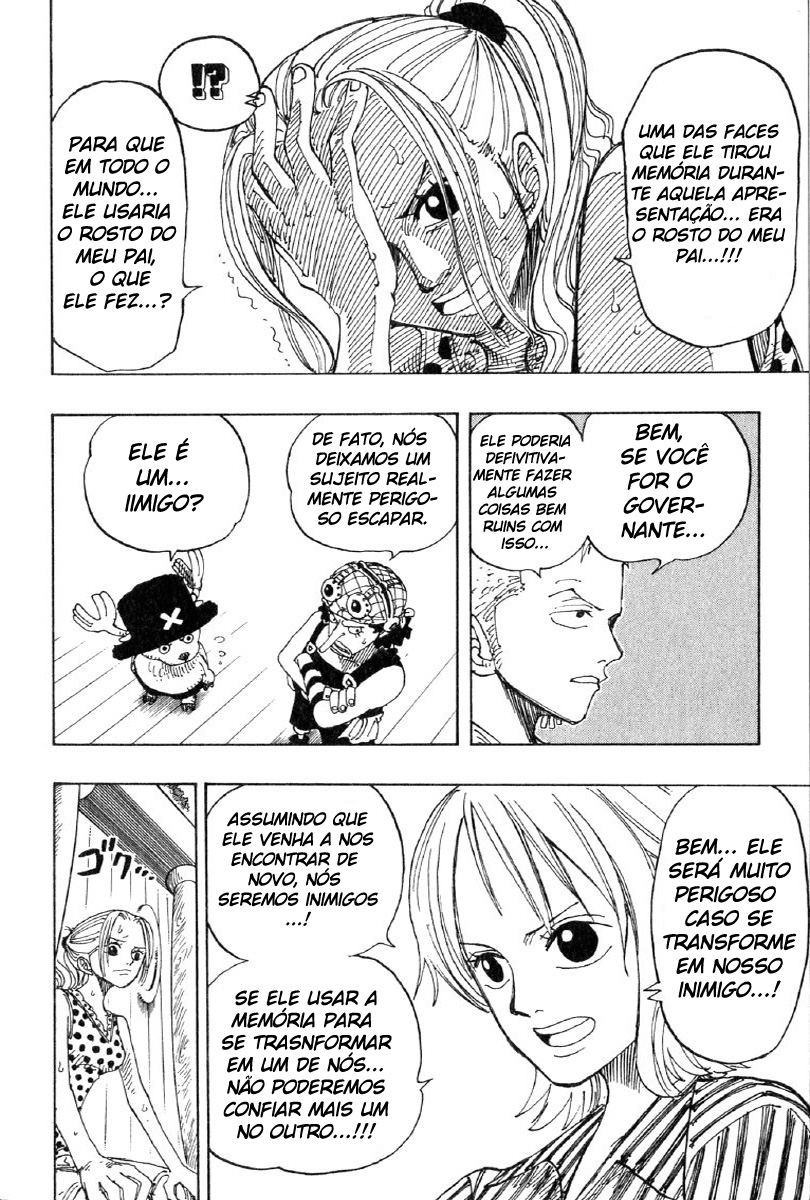 UMA DAS FACES
QUE ELE TIROU
MEMÓRIA DURAN-
TE AQUELA APRE-
SENTAÇÃO... ERA
O ROSTO DO MEU
PAI...!!!
!?
PARA QUE
EM TODO O
MUNDO...
ELE USARIA
O ROSTO DO
MEU PAI,
O QUE
ELE FEZ...?
BEM,
SE VOCÊ
FOR O
GOVER-
NANTE...
ELE PODERIA
DEFIVITIVA-
MENTE FAZER
ALGUMAS
COISAS BEM
RUINS COM
ISSO...
DE FATO, NÓS
DEIXAMOS UM
SUJEITO REAL-
MENTE PERIGO-
SO ESCAPAR.
ELE É
UM...
IIMIGO?
BEM... ELE
SERÁ MUITO
PERIGOSO
CASO SE
TRANSFORME
EM NOSSO
INIMIGO...!
ASSUMINDO QUE
ELE VENHA A NOS
ENCONTRAR DE
NOVO, NÓS
SEREMOS INIMIGOS
...!
SE ELE USAR A
MEMÓRIA PARA
SE TRASNFORMAR
EM UM DE NÓS...
NÃO PODEREMOS
CONFIAR MAIS UM
NO OUTRO...!!!
ゴク...